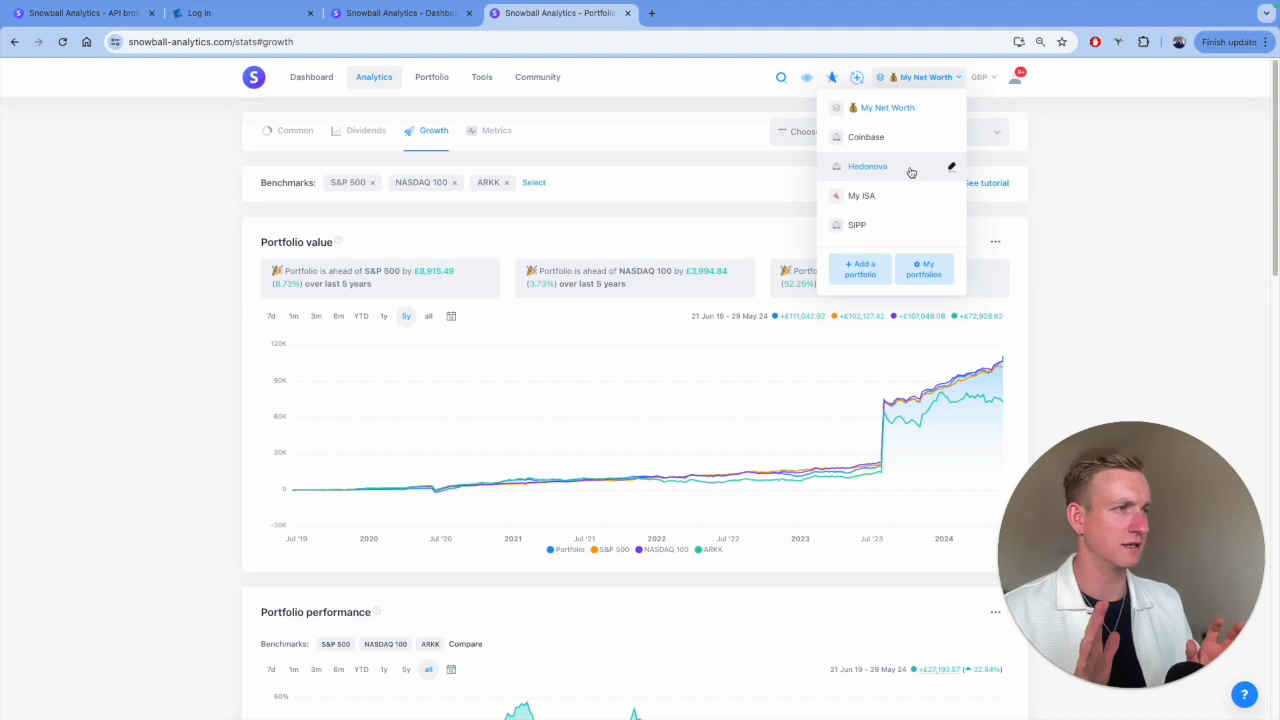 Snowball Analytics - API brok
Log in
Snowball Analytics - Dashbo
Snowball Analytics - Portfolio
snowball-analytics.com/stats#growth
Finish update
S
Dashboard
Analytics
Portfolio
Tools
Community
My Net Worth
GBP
9+
My Net Worth
Coinbase
Hedonova
My ISA
SIPP
+ Add a portfolio
My portfolios
Common
Dividends
Growth
Metrics
Choos
Benchmarks:
S&P 500 ×
NASDAQ 100 ×
ARKK ×
Select
See tutorial
Portfolio value
Portfolio is ahead of S&P 500 by £8,915.49
(8.73%) over last 5 years
Portfolio is ahead of NASDAQ 100 by £3,994.84
(3.73%) over last 5 years
Portfo
(52.25%)
7d 1m 3m 6m YTD 1y 5y all
21 Jun 19 - 29 May 24 +£111,042.92 +£102,127.42 +£107,048.08 +£72,928.62
120K
90K
60K
30K
0
-30K
Jul '19 2020 Jul '20 2021 Jul '21 2022 Jul '22 2023 Jul '23 2024
Portfolio S&P 500 NASDAQ 100 ARKK
Portfolio performance
Benchmarks: S&P 500 NASDAQ 100 ARKK Compare
7d 1m 3m 6m YTD 1y 5y all
21 Jun 19 - 29 May 24 +£27,193.57 (▲ 32.84%)
60%
?